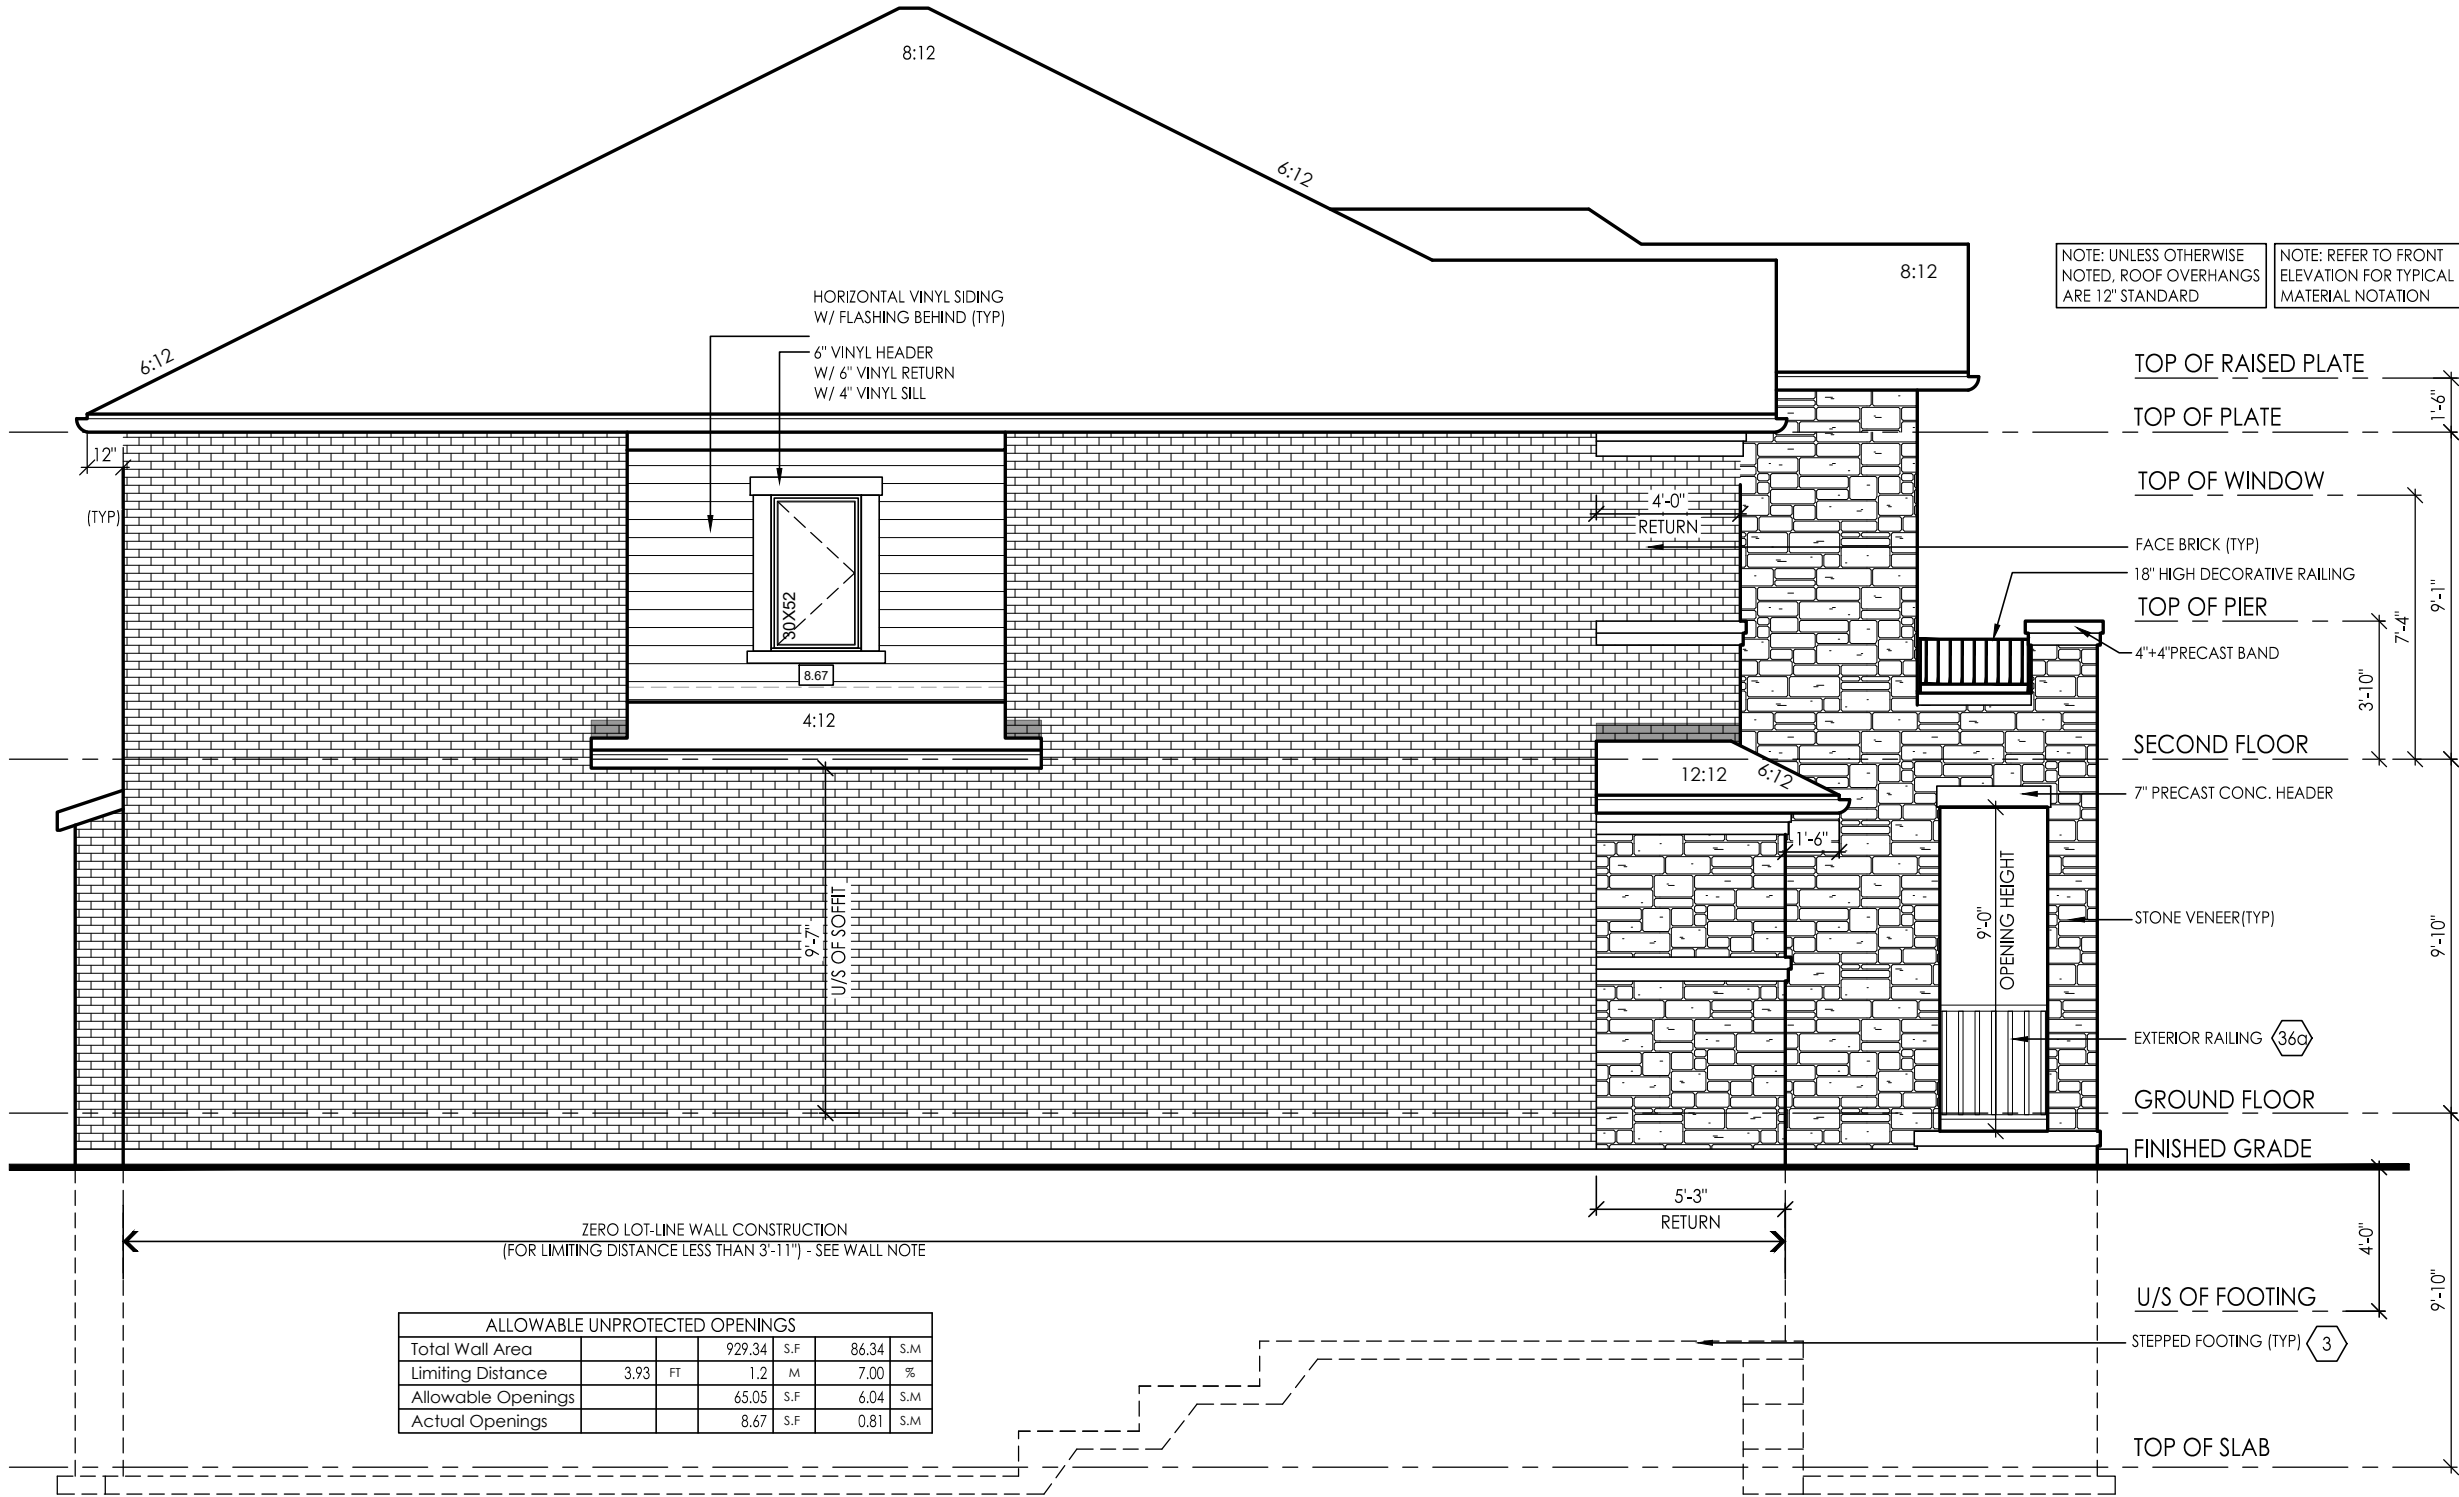 8:12
6:12
8:12
6:12
NOTE: UNLESS OTHERWISE
NOTED, ROOF OVERHANGS
ARE 12" STANDARD
NOTE: REFER TO FRONT
ELEVATION FOR TYPICAL
MATERIAL NOTATION
HORIZONTAL VINYL SIDING
W/ FLASHING BEHIND (TYP)
6" VINYL HEADER
W/ 6" VINYL RETURN
W/ 4" VINYL SILL
TOP OF RAISED PLATE
1'-6"
TOP OF PLATE
12"
(TYP)
TOP OF WINDOW
4'-0"
RETURN
FACE BRICK (TYP)
18" HIGH DECORATIVE RAILING
TOP OF PIER
9'-1"
7'-4"
30X52
8.67
4"+4"PRECAST BAND
3'-10"
4:12
SECOND FLOOR
12:12
6:12
7" PRECAST CONC. HEADER
1'-6"
9'-7"
U/S OF SOFFIT
9'-0"
OPENING HEIGHT
STONE VENEER(TYP)
9'-10"
EXTERIOR RAILING 36a
GROUND FLOOR
FINISHED GRADE
5'-3"
RETURN
ZERO LOT-LINE WALL CONSTRUCTION
(FOR LIMITING DISTANCE LESS THAN 3'-11") - SEE WALL NOTE
4'-0"
9'-10"
U/S OF FOOTING
STEPPED FOOTING (TYP) 3
ALLOWABLE UNPROTECTED OPENINGS
Total Wall Area 929.34 S.F 86.34 S.M
Limiting Distance 3.93 FT 1.2 M 7.00 %
Allowable Openings 65.05 S.F 6.04 S.M
Actual Openings 8.67 S.F 0.81 S.M
TOP OF SLAB